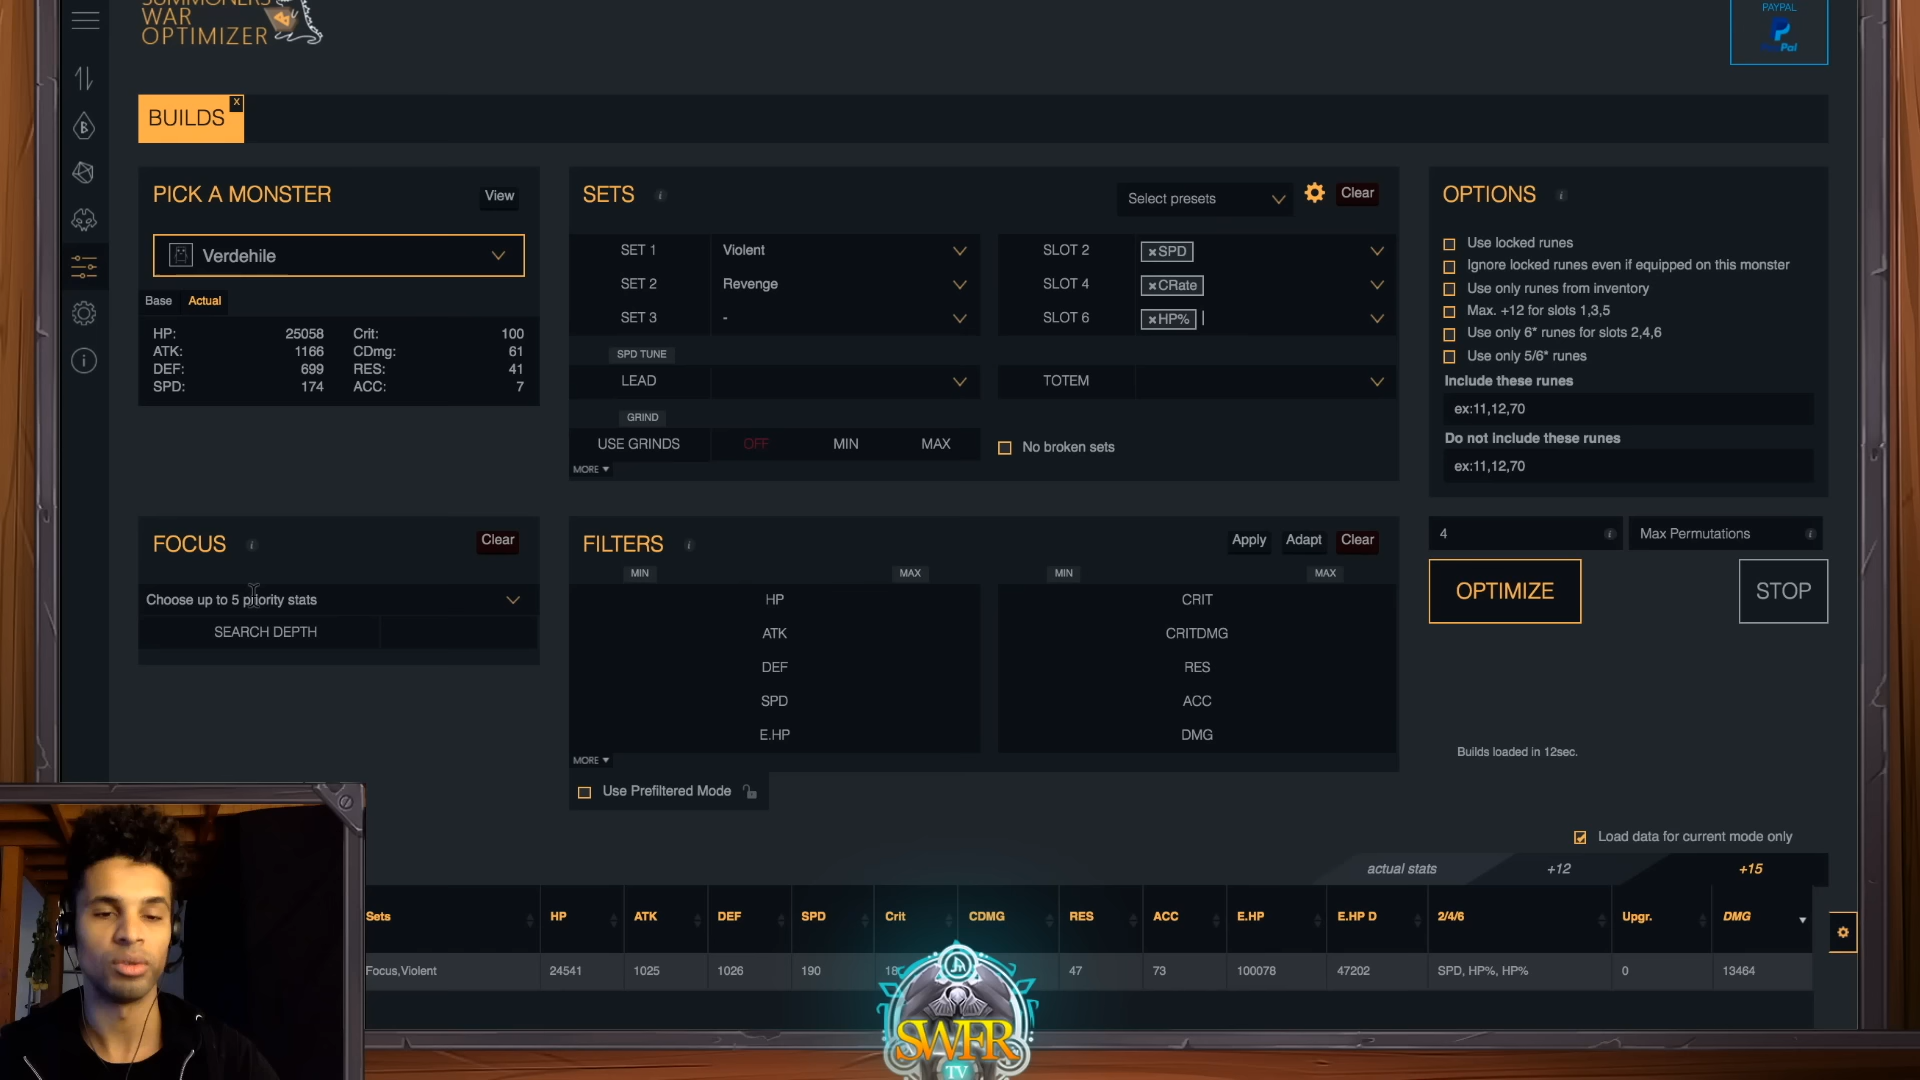 SUMMONERS
WAR
OPTIMIZER
PAYPAL
PayPal
BUILDS x
PICK A MONSTER View
Verdehile
Base Actual
HP: 25058 Crit: 100
ATK: 1166 CDmg: 61
DEF: 699 RES: 41
SPD: 174 ACC: 7
SETS Select presets Clear
SET 1 Violent SLOT 2 ×SPD
SET 2 Revenge SLOT 4 ×CRate
SET 3 - SLOT 6 ×HP%
SPD TUNE
LEAD TOTEM
GRIND
USE GRINDS OFF MIN MAX No broken sets
MORE
OPTIONS
Use locked runes
Ignore locked runes even if equipped on this monster
Use only runes from inventory
Max. +12 for slots 1,3,5
Use only 6* runes for slots 2,4,6
Use only 5/6* runes
Include these runes
ex:11,12,70
Do not include these runes
ex:11,12,70
FOCUS Clear
Choose up to 5 priority stats
SEARCH DEPTH
FILTERS Apply Adapt Clear
MIN MAX MIN MAX
HP CRIT
ATK CRITDMG
DEF RES
SPD ACC
E.HP DMG
MORE
Use Prefiltered Mode
4 Max Permutations
OPTIMIZE STOP
Builds loaded in 12sec.
Load data for current mode only
actual stats +12 +15
Sets HP ATK DEF SPD Crit CDMG RES ACC E.HP E.HP D 2/4/6 Upgr. DMG
Focus,Violent 24541 1025 1026 190 47 73 100078 47202 SPD, HP%, HP% 0 13464
SWFR
TV